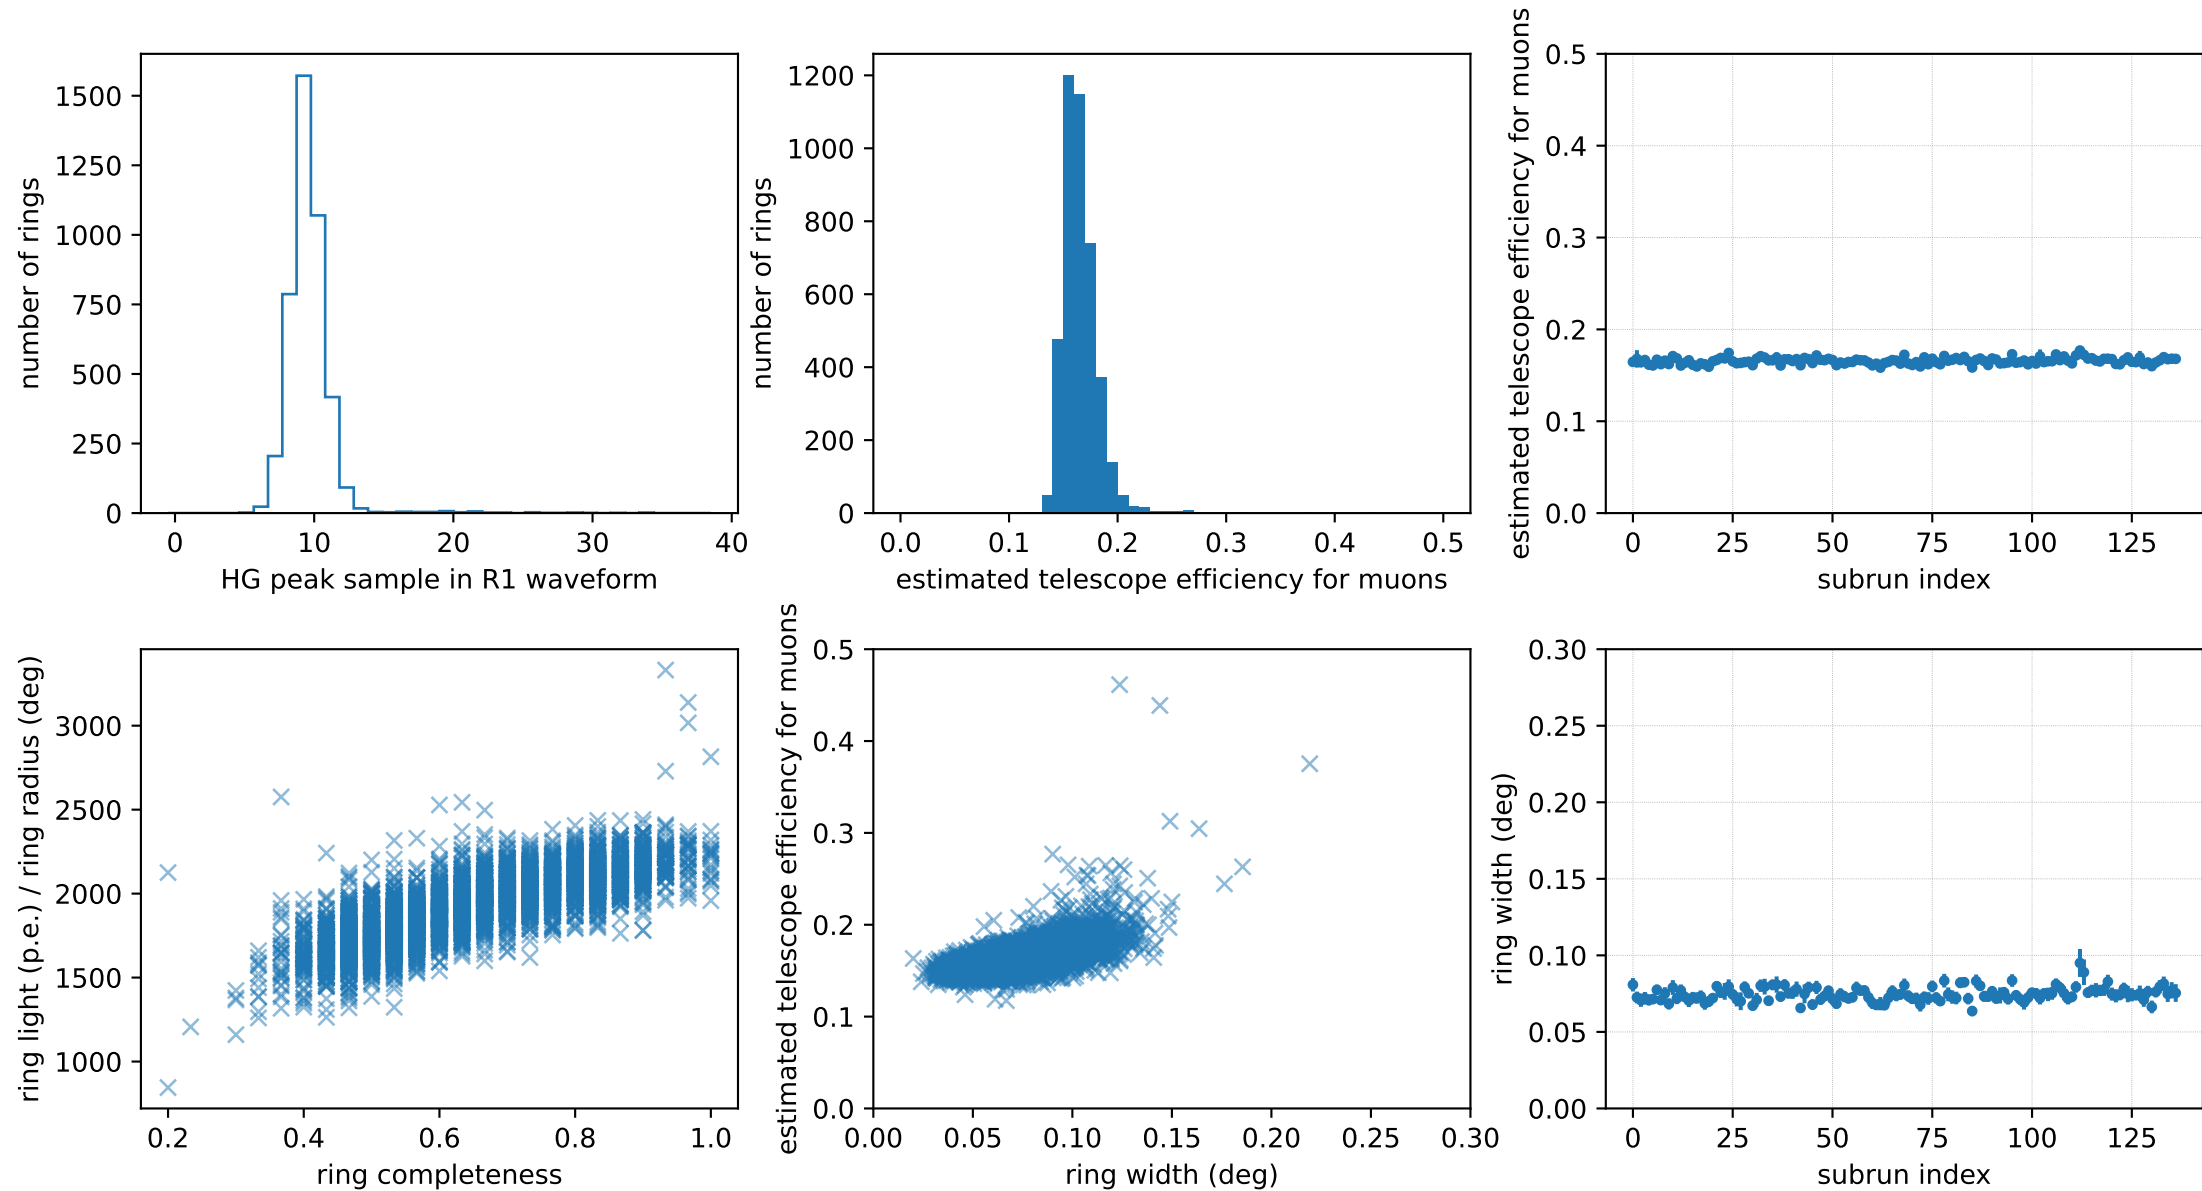 number of rings
1500
1250
1000
750
500
250
0
0 10 20 30 40
HG peak sample in R1 waveform
number of rings
1200
1000
800
600
400
200
0
0.0 0.1 0.2 0.3 0.4 0.5
estimated telescope efficiency for muons
estimated telescope efficiency for muons
0.5
0.4
0.3
0.2
0.1
0.0
0 25 50 75 100 125
subrun index
ring light (p.e.) / ring radius (deg)
3000
2500
2000
1500
1000
0.2 0.4 0.6 0.8 1.0
ring completeness
estimated telescope efficiency for muons
0.5
0.4
0.3
0.2
0.1
0.0
0.00 0.05 0.10 0.15 0.20 0.25 0.30
ring width (deg)
ring width (deg)
0.30
0.25
0.20
0.15
0.10
0.05
0.00
0 25 50 75 100 125
subrun index